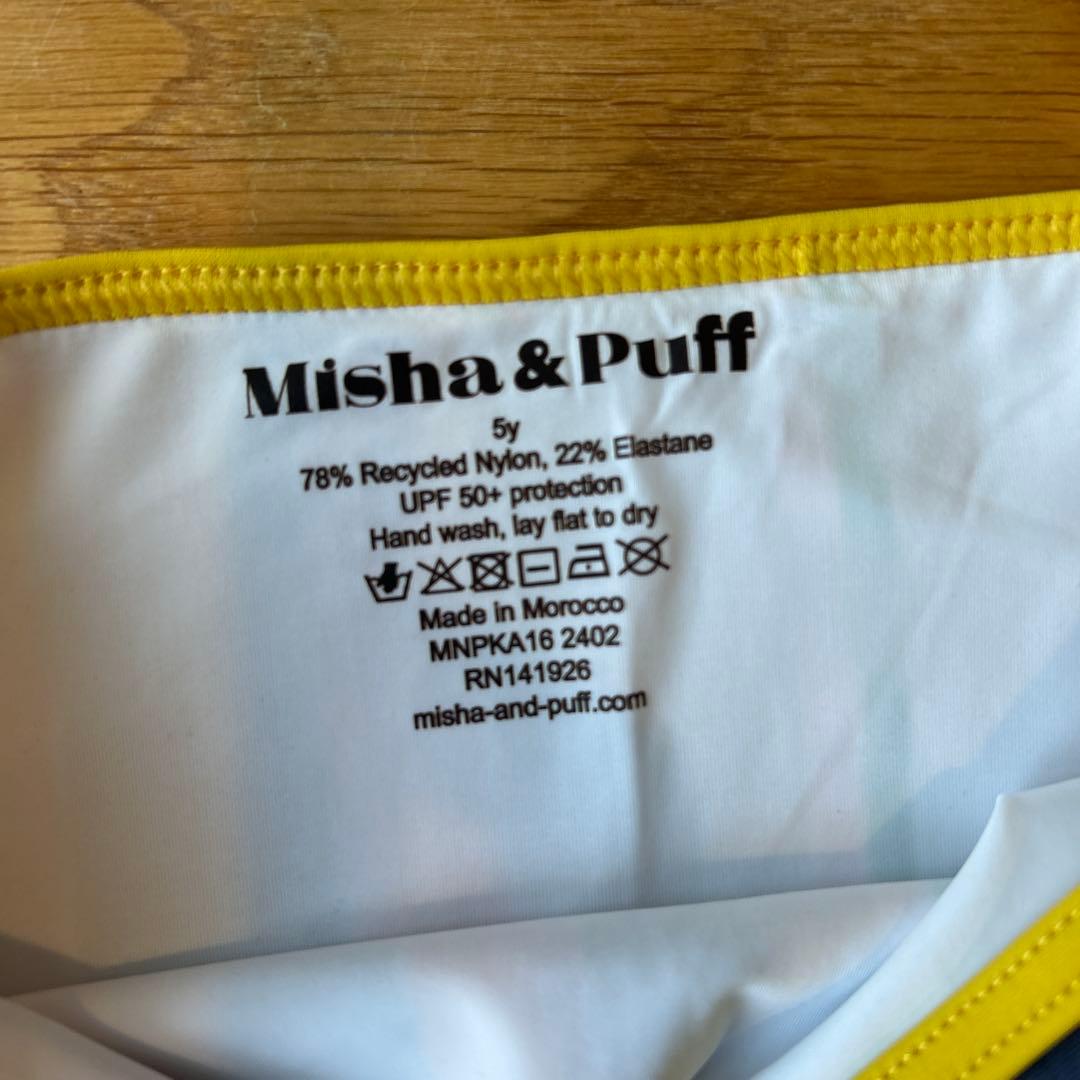 Misha & Puff
5y
78% Recycled Nylon, 22% Elastane
UPF 50+ protection
Hand wash, lay flat to dry
Made in Morocco
MNPKA16 2402
RN141926
misha-and-puff.com